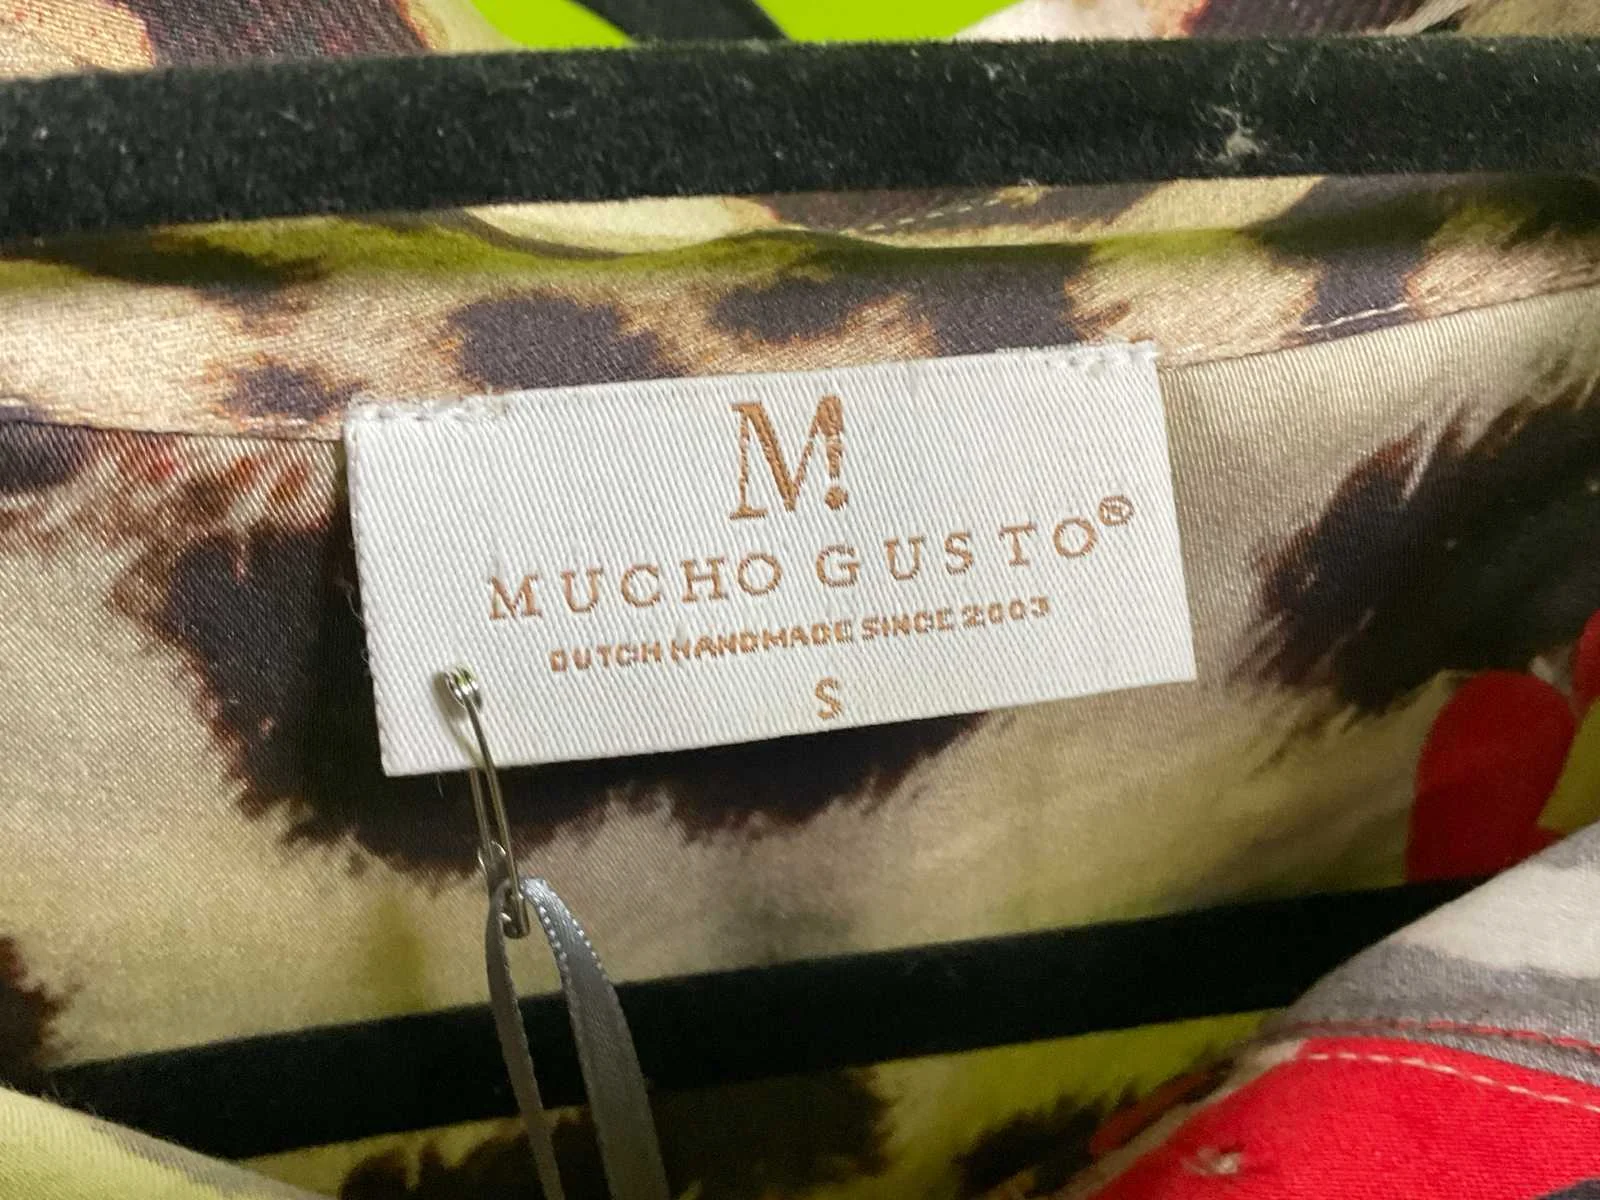 M
MUCHO GUSTO®
DUTCH HANDMADE SINCE 2003
S